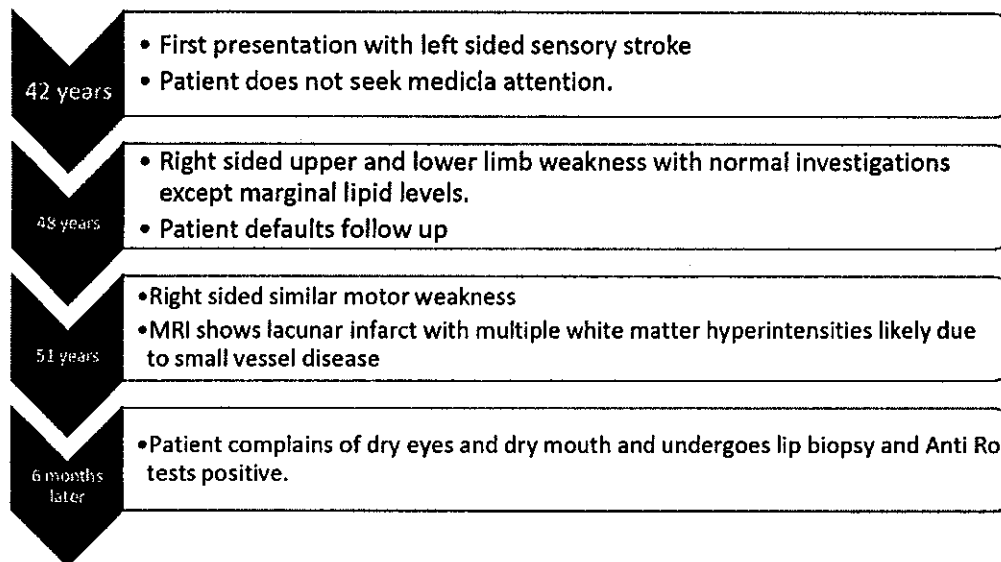 42 years
• First presentation with left sided sensory stroke
• Patient does not seek medicla attention.
48 years
• Right sided upper and lower limb weakness with normal investigations
except marginal lipid levels.
• Patient defaults follow up
51 years
•Right sided similar motor weakness
•MRI shows lacunar infarct with multiple white matter hyperintensities likely due
to small vessel disease
6 months
later
•Patient complains of dry eyes and dry mouth and undergoes lip biopsy and Anti Ro
tests positive.